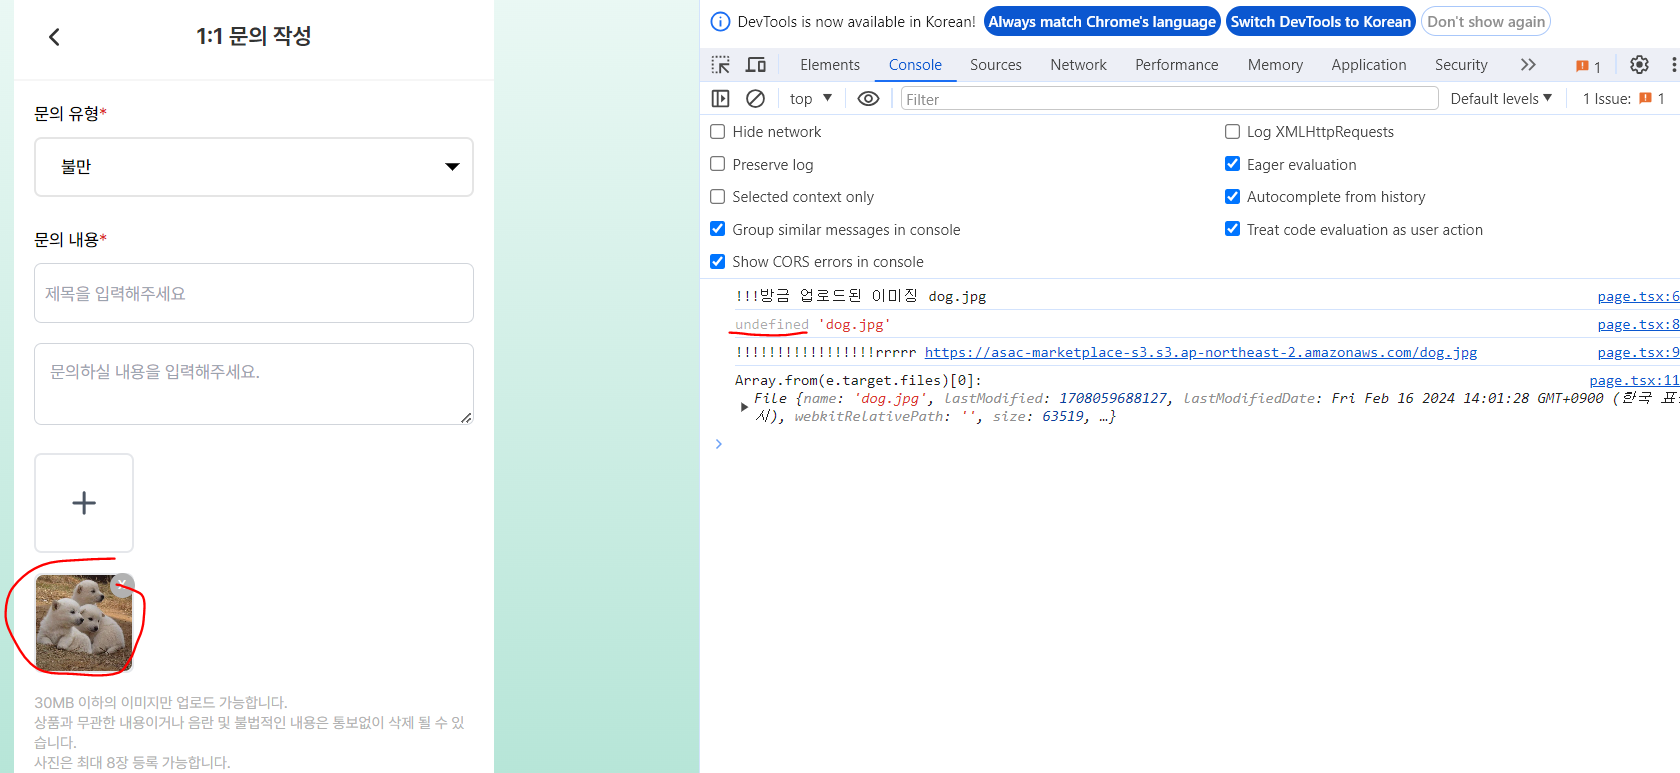 1:1 문의 작성
문의 유형*
불만
문의 내용*
제목을 입력해주세요
문의하실 내용을 입력해주세요.
30MB 이하의 이미지만 업로드 가능합니다.
상품과 무관한 내용이거나 음란 및 불법적인 내용은 통보없이 삭제 될 수 있
습니다.
사진은 최대 8장 등록 가능합니다.
DevTools is now available in Korean! Always match Chrome's language Switch DevTools to Korean Don't show again
Elements Console Sources Network Performance Memory Application Security 1
top Filter Default levels 1 Issue: 1
Hide network Log XMLHttpRequests
Preserve log Eager evaluation
Selected context only Autocomplete from history
Group similar messages in console Treat code evaluation as user action
Show CORS errors in console
!!!방금 업로드된 이미징 dog.jpg page.tsx:6
undefined 'dog.jpg' page.tsx:8
!!!!!!!!!!!!!!!!!rrrrr https://asac-marketplace-s3.s3.ap-northeast-2.amazonaws.com/dog.jpg page.tsx:9
Array.from(e.target.files)[0]: page.tsx:11
File {name: 'dog.jpg', lastModified: 1708059688127, lastModifiedDate: Fri Feb 16 2024 14:01:28 GMT+0900 (한국 표
시), webkitRelativePath: '', size: 63519, …}